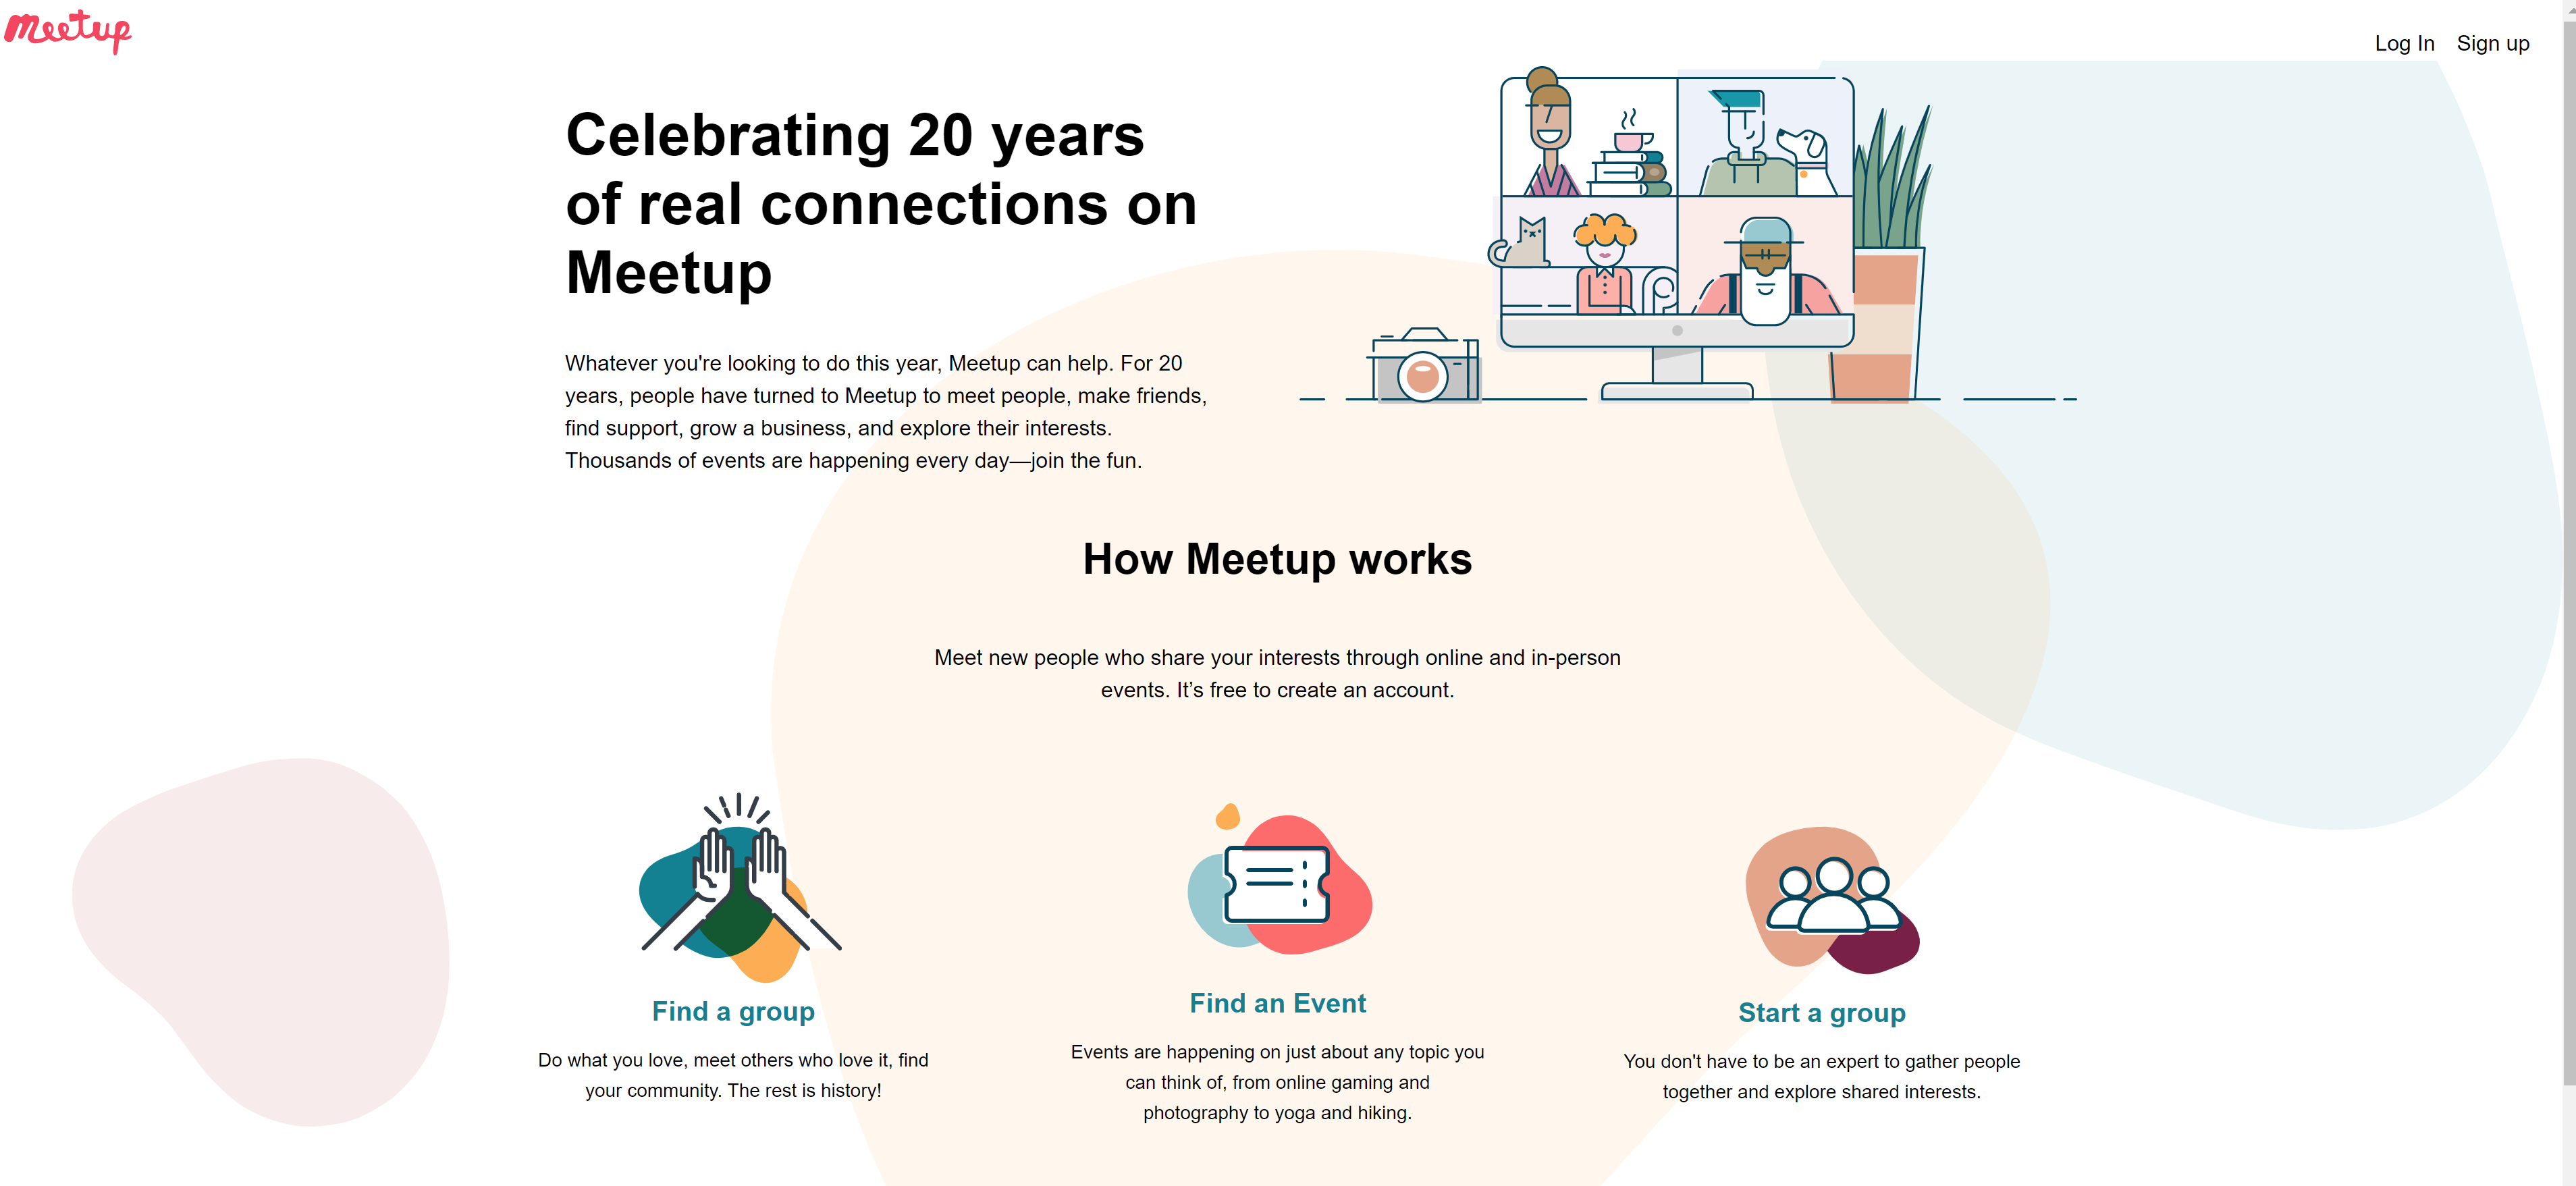 meetup
Log In Sign up
Celebrating 20 years
of real connections on
Meetup
Whatever you're looking to do this year, Meetup can help. For 20
years, people have turned to Meetup to meet people, make friends,
find support, grow a business, and explore their interests.
Thousands of events are happening every day—join the fun.
How Meetup works
Meet new people who share your interests through online and in-person
events. It’s free to create an account.
Find a group
Do what you love, meet others who love it, find
your community. The rest is history!
Find an Event
Events are happening on just about any topic you
can think of, from online gaming and
photography to yoga and hiking.
Start a group
You don't have to be an expert to gather people
together and explore shared interests.